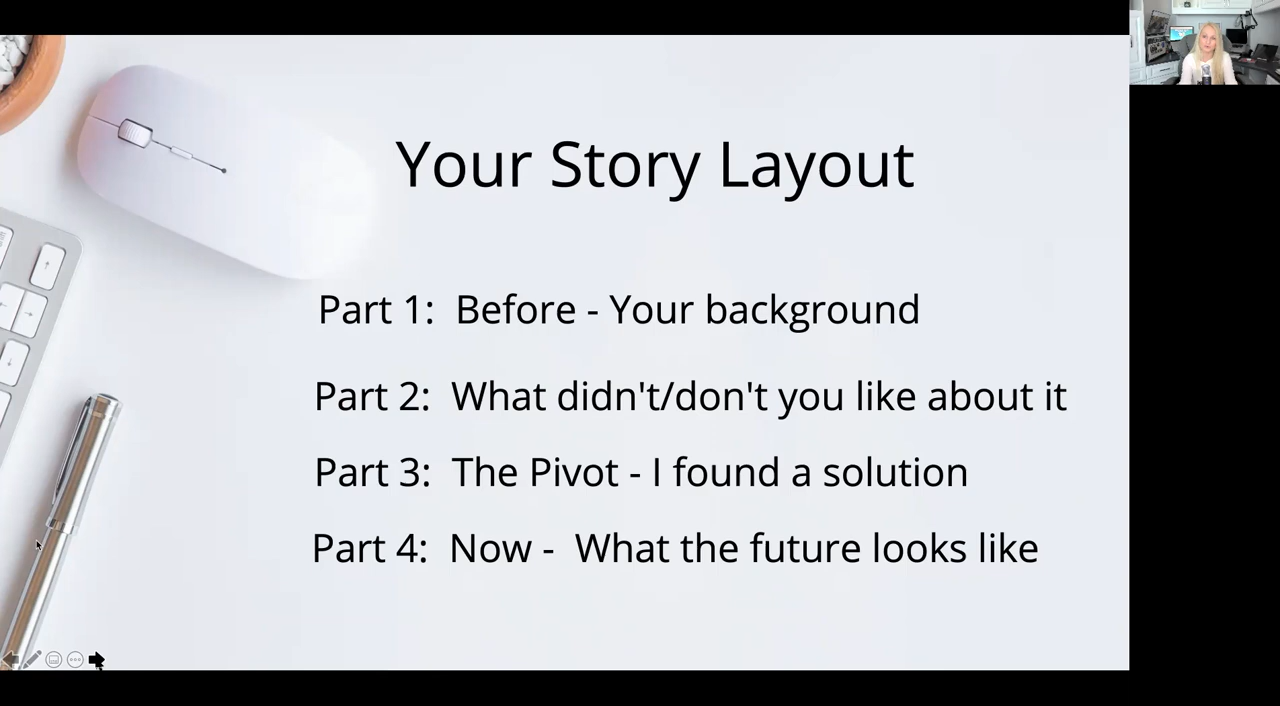 Your Story Layout
Part 1: Before - Your background
Part 2: What didn't/don't you like about it
Part 3: The Pivot - I found a solution
Part 4: Now - What the future looks like